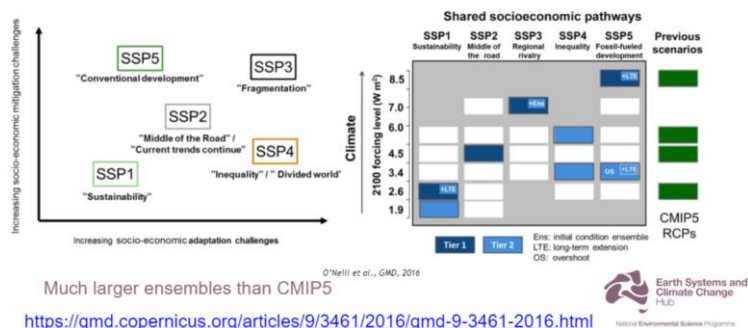 Increasing socio-economic mitigation challenges
SSP5
"Conventional development"
SSP3
"Fragmentation"
SSP2
"Middle of the Road" /
"Current trends continue"
SSP4
"Inequality" / " Divided world'
SSP1
"Sustainability"
Increasing socio-economic adaptation challenges
Shared socioeconomic pathways
SSP1 SSP2 SSP3 SSP4 SSP5
Sustainability Middle of the road Regional rivalry Inequality Fossil-fueled development
Previous scenarios
Climate
2100 forcing level (W m²)
8.5 +LTE
7.0 +Ens
6.0
4.5
3.4 OS +LTE
2.6 +LTE
1.9
CMIP5
RCPs
Tier 1 Tier 2
Ens: initial condition ensemble
LTE: long-term extension
OS: overshoot
O'Neill et al., GMD, 2016
Much larger ensembles than CMIP5
https://gmd.copernicus.org/articles/9/3461/2016/gmd-9-3461-2016.html
Earth Systems and
Climate Change
Hub
National Environmental Science Programme